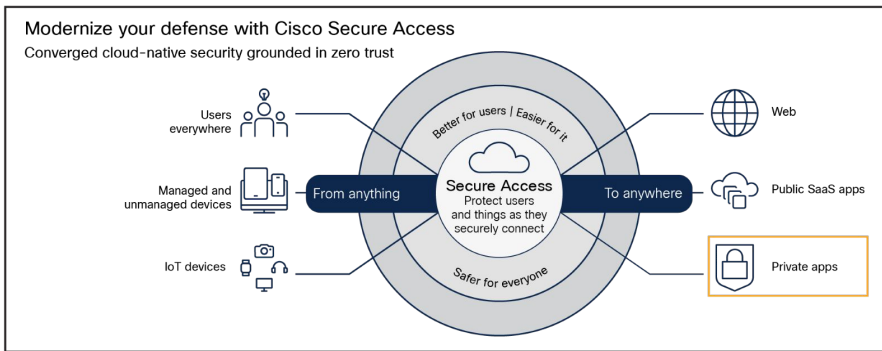 Modernize your defense with Cisco Secure Access
Converged cloud-native security grounded in zero trust
Users
everywhere
Managed and
unmanaged devices
IoT devices
From anything
Better for users | Easier for it
Secure Access
Protect users
and things as they
securely connect
Safer for everyone
To anywhere
Web
Public SaaS apps
Private apps